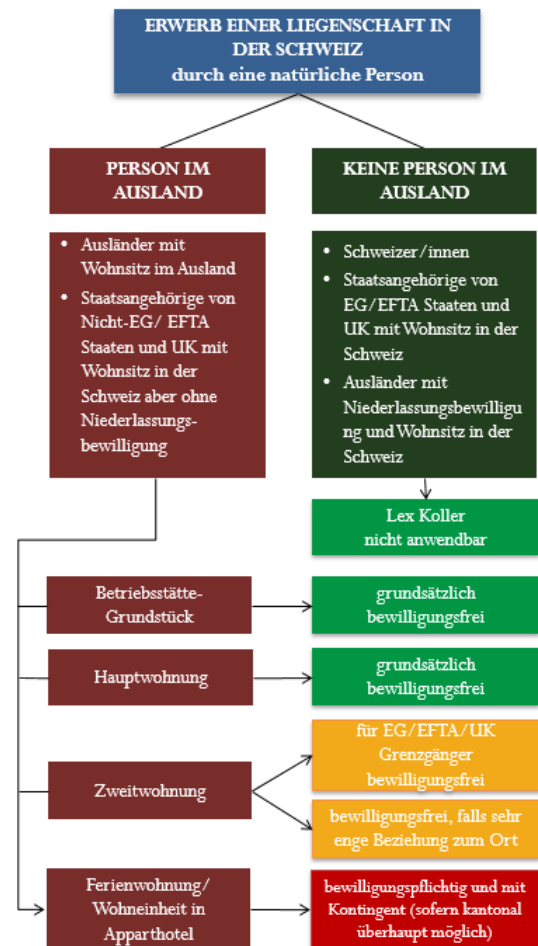 ERWERB EINER LIEGENSCHAFT IN
DER SCHWEIZ
durch eine natürliche Person
PERSON IM
AUSLAND
• Ausländer mit
Wohnsitz im Ausland
• Staatsangehörige von
Nicht-EG/ EFTA
Staaten und UK mit
Wohnsitz in der
Schweiz aber ohne
Niederlassungs-
bewilligung
KEINE PERSON IM
AUSLAND
• Schweizer/innen
• Staatsangehörige von
EG/EFTA Staaten und
UK mit Wohnsitz in der
Schweiz
• Ausländer mit
Niederlassungsbewilligu
ng und Wohnsitz in der
Schweiz
Lex Koller
nicht anwendbar
Betriebsstätte-
Grundstück
grundsätzlich
bewilligungsfrei
Hauptwohnung
grundsätzlich
bewilligungsfrei
Zweitwohnung
für EG/EFTA/UK
Grenzgänger
bewilligungsfrei
bewilligungsfrei, falls sehr
enge Beziehung zum Ort
Ferienwohnung/
Wohneinheit in
Apparthotel
bewilligungspflichtig und mit
Kontingent (sofern kantonal
überhaupt möglich)